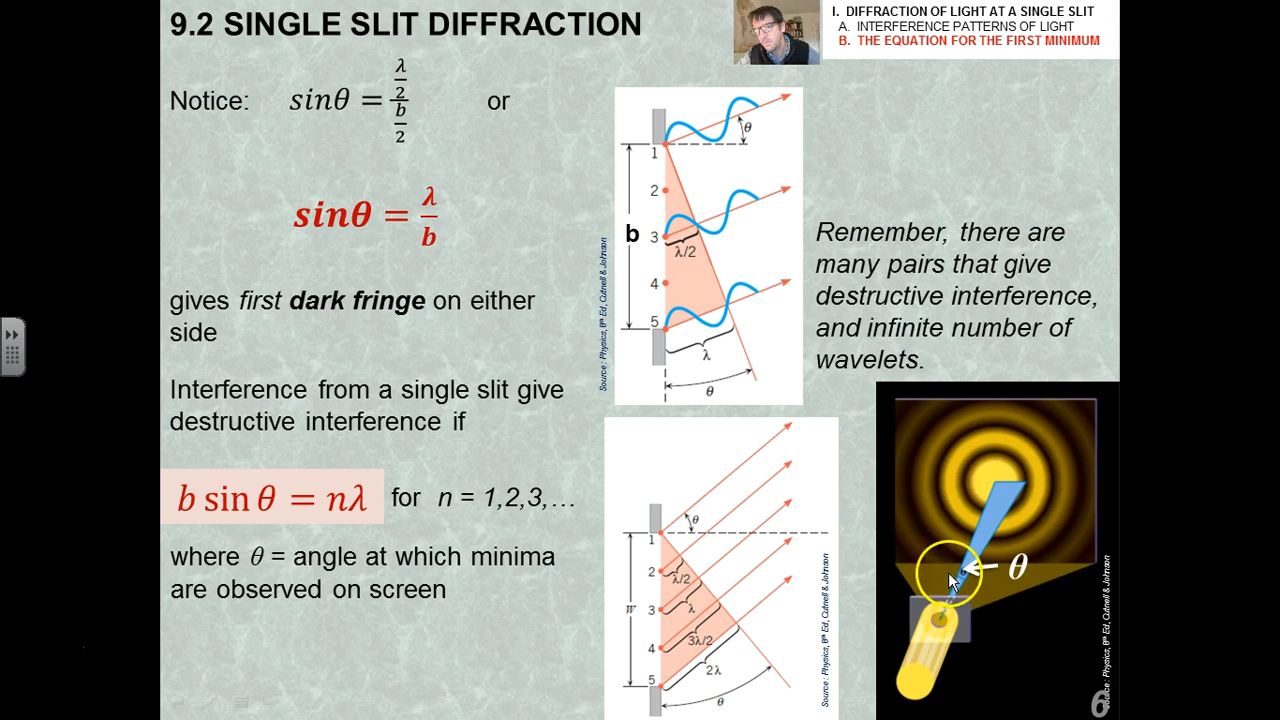 9.2 SINGLE SLIT DIFFRACTION
I. DIFFRACTION OF LIGHT AT A SINGLE SLIT
A. INTERFERENCE PATTERNS OF LIGHT
B. THE EQUATION FOR THE FIRST MINIMUM
Notice: sinθ = (λ/2)/(b/2) or
sinθ = λ/b
gives first dark fringe on either
side
Interference from a single slit give
destructive interference if
b sin θ = nλ for n = 1,2,3,…
where θ = angle at which minima
are observed on screen
θ
1
2
b 3
λ/2
4
5
λ
θ
Source: Physics, 8th Ed, Cutnell & Johnson
Remember, there are
many pairs that give
destructive interference,
and infinite number of
wavelets.
θ
1
2
λ/2
W 3
λ
4
3λ/2
5
2λ
θ
Source: Physics, 8th Ed, Cutnell & Johnson
θ
Source: Physics, 8th Ed, Cutnell & Johnson
6